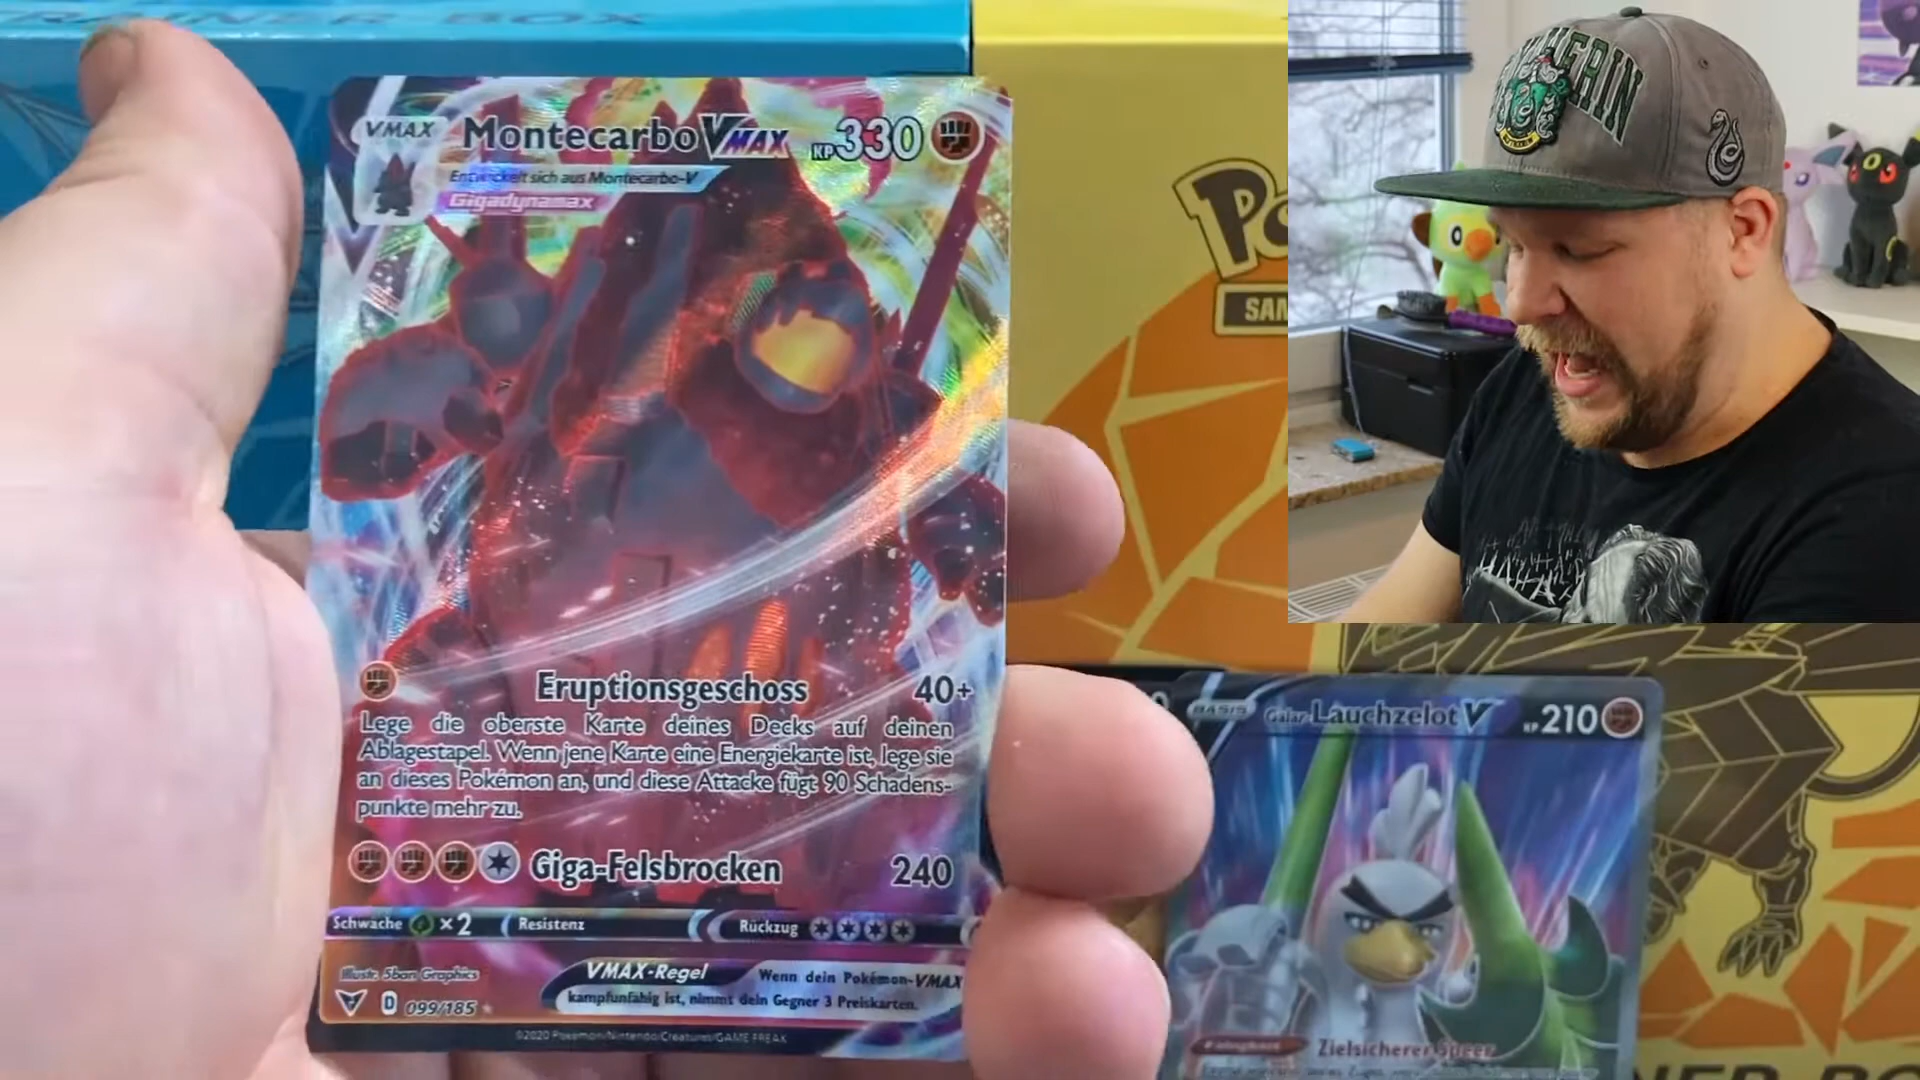 TRAINER BOX
VMAX
Montecarbo VMAX KP 330
Entwickelt sich aus Montecarbo-V
Gigadynamax
Eruptionsgeschoss 40+
Lege die oberste Karte deines Decks auf deinen
Ablagestapel. Wenn jene Karte eine Energiekarte ist, lege sie
an dieses Pokémon an, und diese Attacke fügt 90 Schadens-
punkte mehr zu.
Giga-Felsbrocken 240
Schwäche ×2 Resistenz Rückzug
Illustr. 5ban Graphics
VMAX-Regel Wenn dein Pokémon-VMAX
kampfunfähig ist, nimmt dein Gegner 3 Preiskarten.
D 099/185
©2020 Pokémon/Nintendo/Creatures/GAME FREAK
BASIS Galar-Lauchzelot V KP 210
Zielsicherer Speer